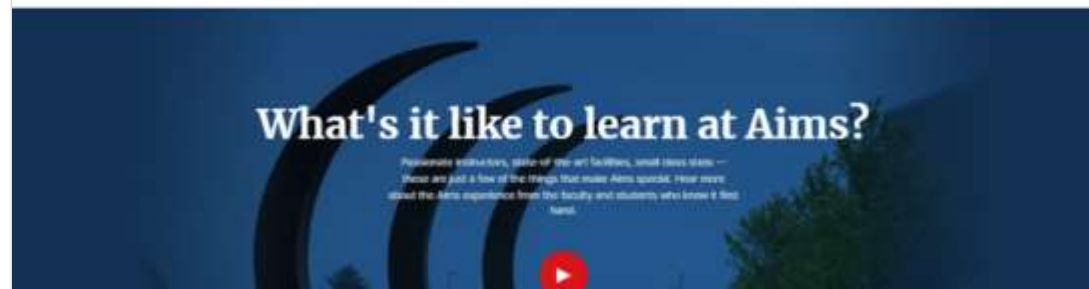 What's it like to learn at Aims?
Passionate instructors, state-of-the-art facilities, small class sizes —
these are just a few of the things that make Aims special. Hear more
about the Aims experience from the faculty and students who know it first
hand.